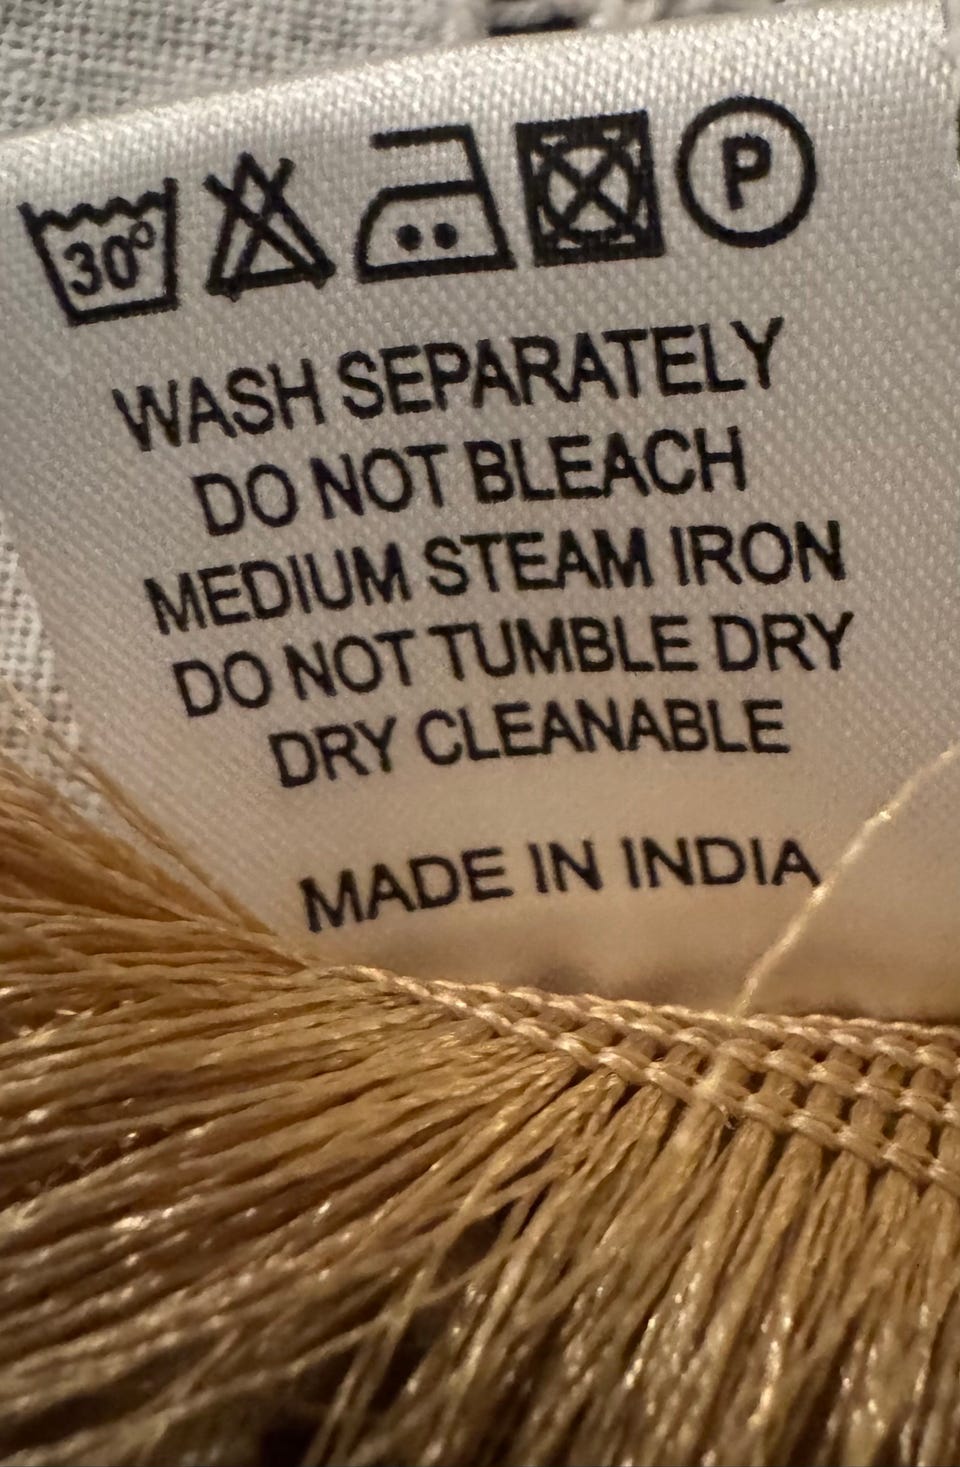 30°
P
WASH SEPARATELY
DO NOT BLEACH
MEDIUM STEAM IRON
DO NOT TUMBLE DRY
DRY CLEANABLE
MADE IN INDIA